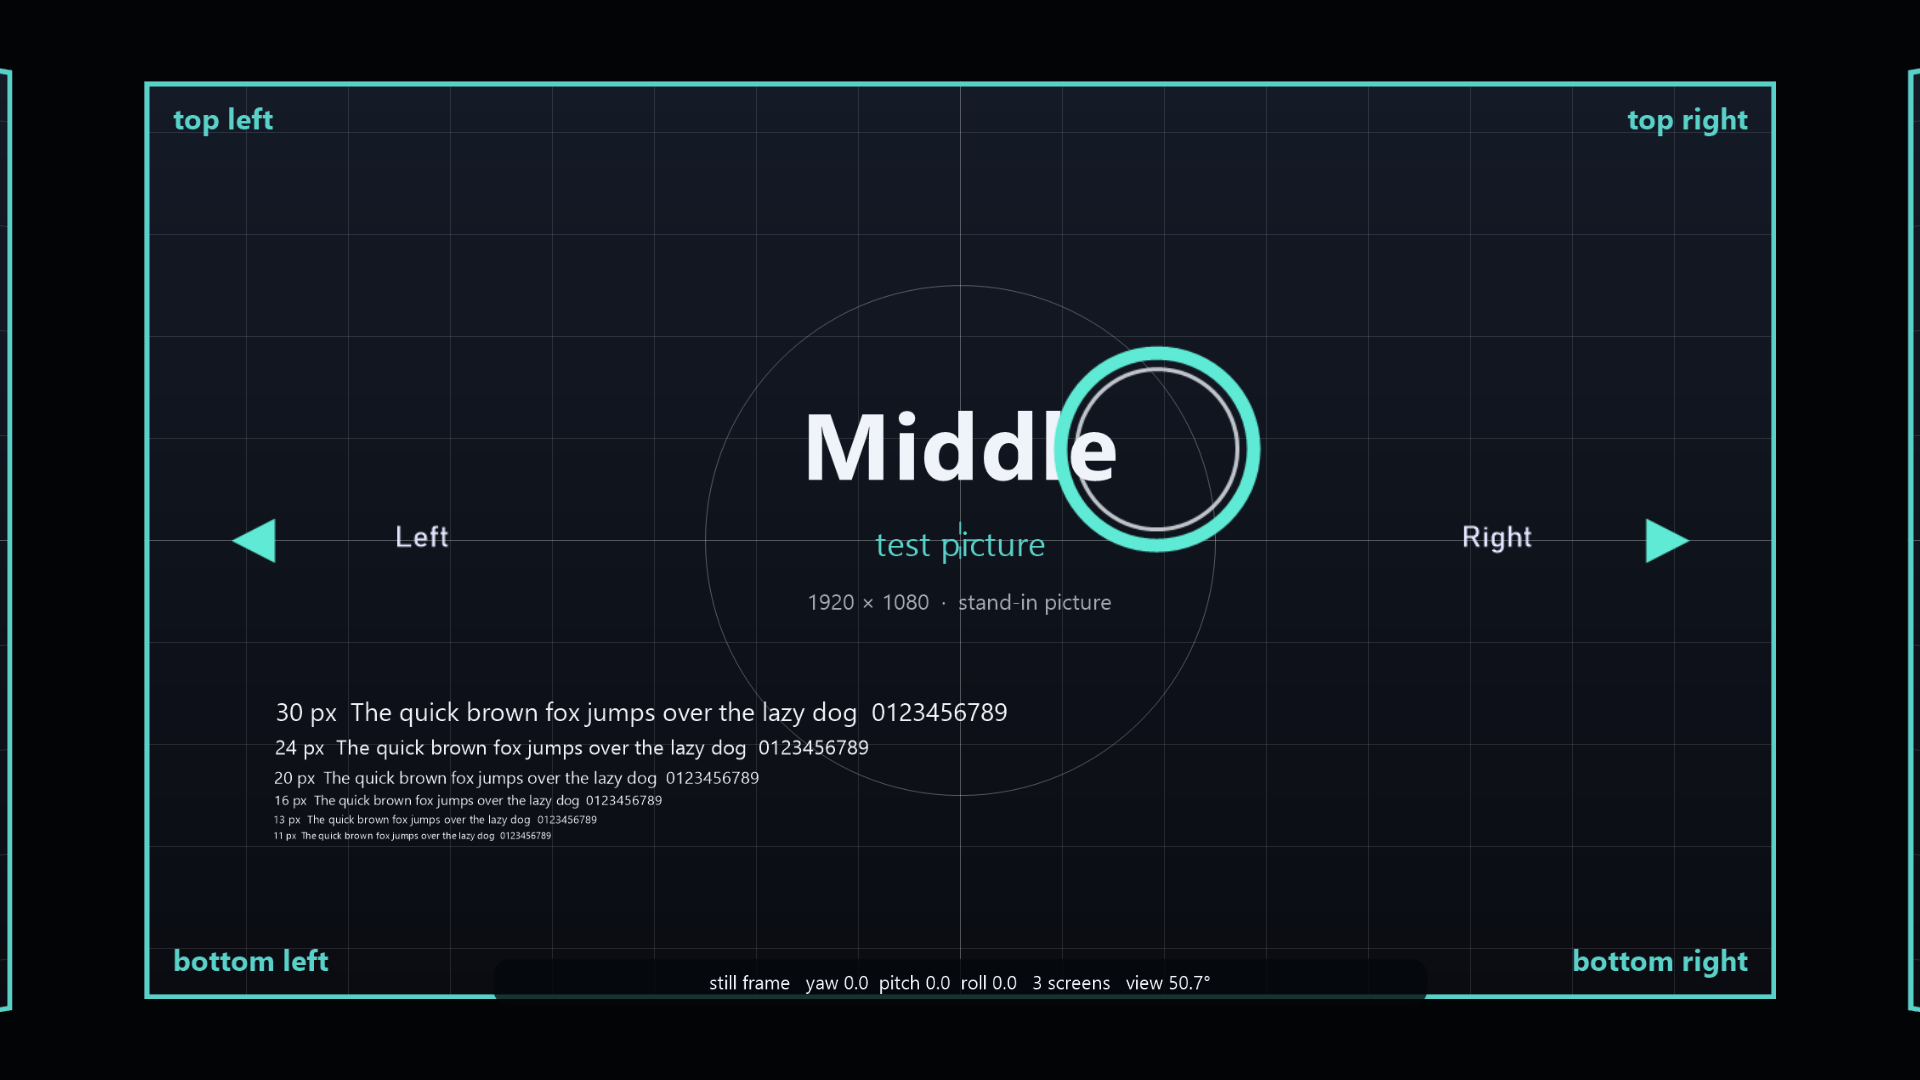 top left
top right
Middle
Left
test picture
Right
1920 × 1080 · stand-in picture
30 px The quick brown fox jumps over the lazy dog 0123456789
24 px The quick brown fox jumps over the lazy dog 0123456789
20 px The quick brown fox jumps over the lazy dog 0123456789
16 px The quick brown fox jumps over the lazy dog 0123456789
13 px The quick brown fox jumps over the lazy dog 0123456789
11 px The quick brown fox jumps over the lazy dog 0123456789
bottom left
bottom right
still frame yaw 0.0 pitch 0.0 roll 0.0 3 screens view 50.7°